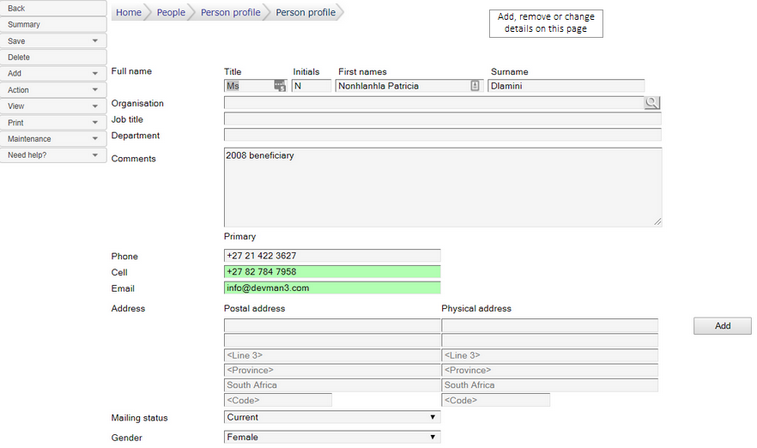 Back
Summary
Save
Delete
Add
Action
View
Print
Maintenance
Need help?
Home People Person profile Person profile
Add, remove or change
details on this page
Full name
Title Initials First names Surname
Ms N Nonhlanhla Patricia Dlamini
Organisation
Job title
Department
Comments
2008 beneficiary
Primary
Phone +27 21 422 3627
Cell +27 82 784 7958
Email info@devman3.com
Address Postal address Physical address
Add
<Line 3> <Line 3>
<Province> <Province>
South Africa South Africa
<Code> <Code>
Mailing status Current
Gender Female